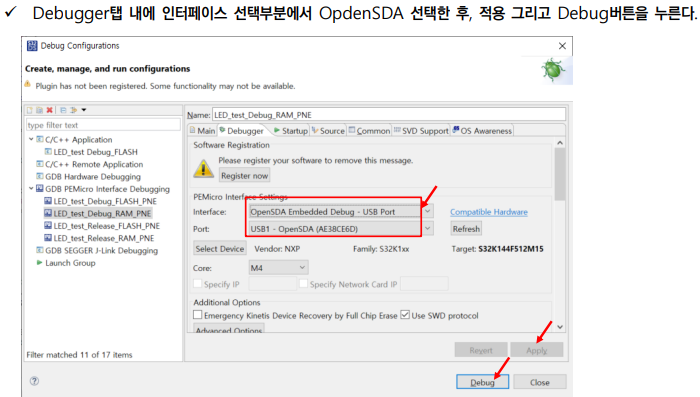 ✓ Debugger탭 내에 인터페이스 선택부분에서 OpdenSDA 선택한 후, 적용 그리고 Debug버튼을 누른다.
Debug Configurations
Create, manage, and run configurations
Plugin has not been registered. Some functionality may not be available.
type filter text
C/C++ Application
LED_test Debug_FLASH
C/C++ Remote Application
GDB Hardware Debugging
GDB PEMicro Interface Debugging
LED_test_Debug_FLASH_PNE
LED_test_Debug_RAM_PNE
LED_test_Release_FLASH_PNE
LED_test_Release_RAM_PNE
GDB SEGGER J-Link Debugging
Launch Group
Filter matched 11 of 17 items
Name: LED_test_Debug_RAM_PNE
Main Debugger Startup Source Common SVD Support OS Awareness
Software Registration
Please register your software to remove this message.
Register now
PEMicro Interface Settings
Interface: OpenSDA Embedded Debug - USB Port Compatible Hardware
Port: USB1 - OpenSDA (AE38CE6D) Refresh
Select Device Vendor: NXP Family: S32K1xx Target: S32K144F512M15
Core: M4
Specify IP Specify Network Card IP
Additional Options
Emergency Kinetis Device Recovery by Full Chip Erase Use SWD protocol
Advanced Options
Revert Apply
Debug Close